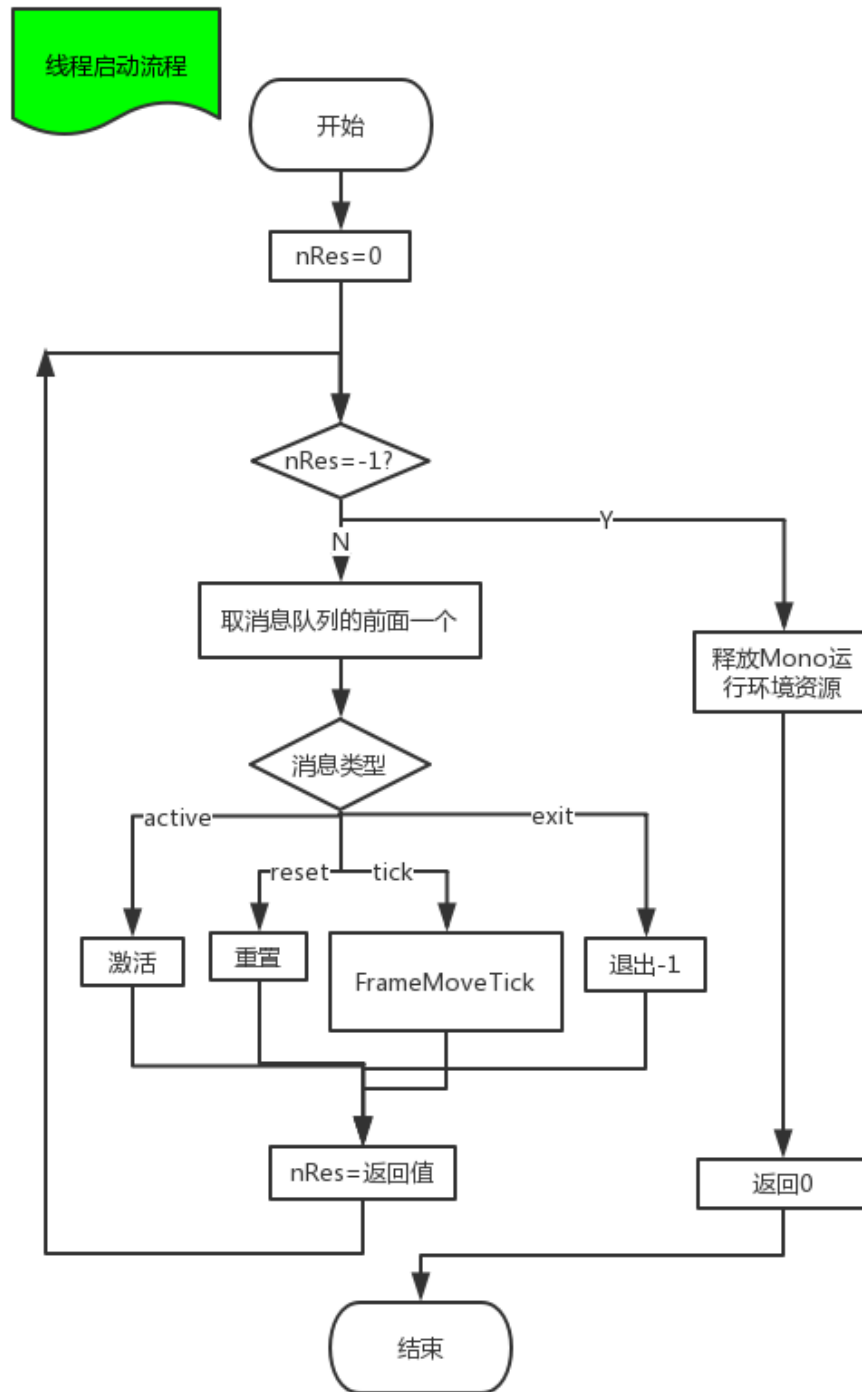 线程启动流程
开始
nRes=0
nRes=-1?
Y
N
取消息队列的前面一个
释放Mono运
行环境资源
消息类型
active
exit
reset
tick
激活
重置
FrameMoveTick
退出-1
nRes=返回值
返回0
结束